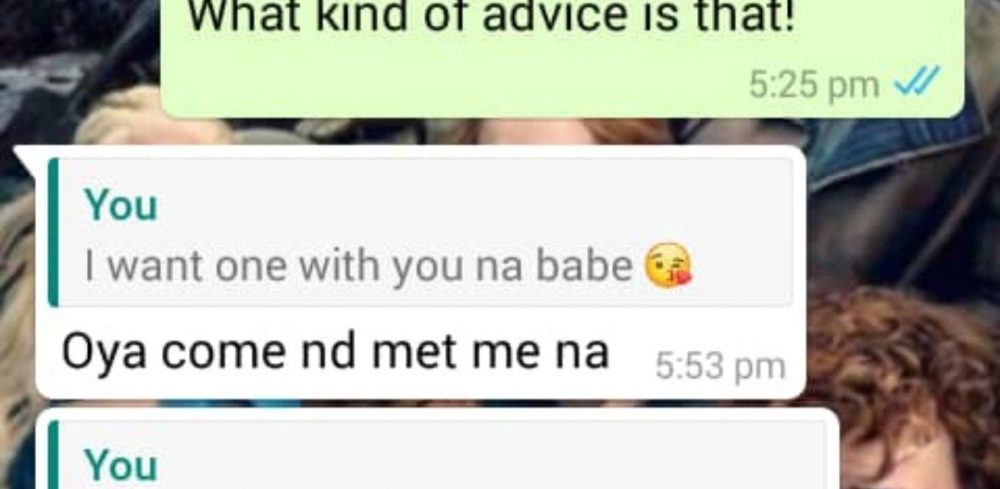 What kind of advice is that!
5:25 pm
You
I want one with you na babe 😘
Oya come nd met me na
5:53 pm
You